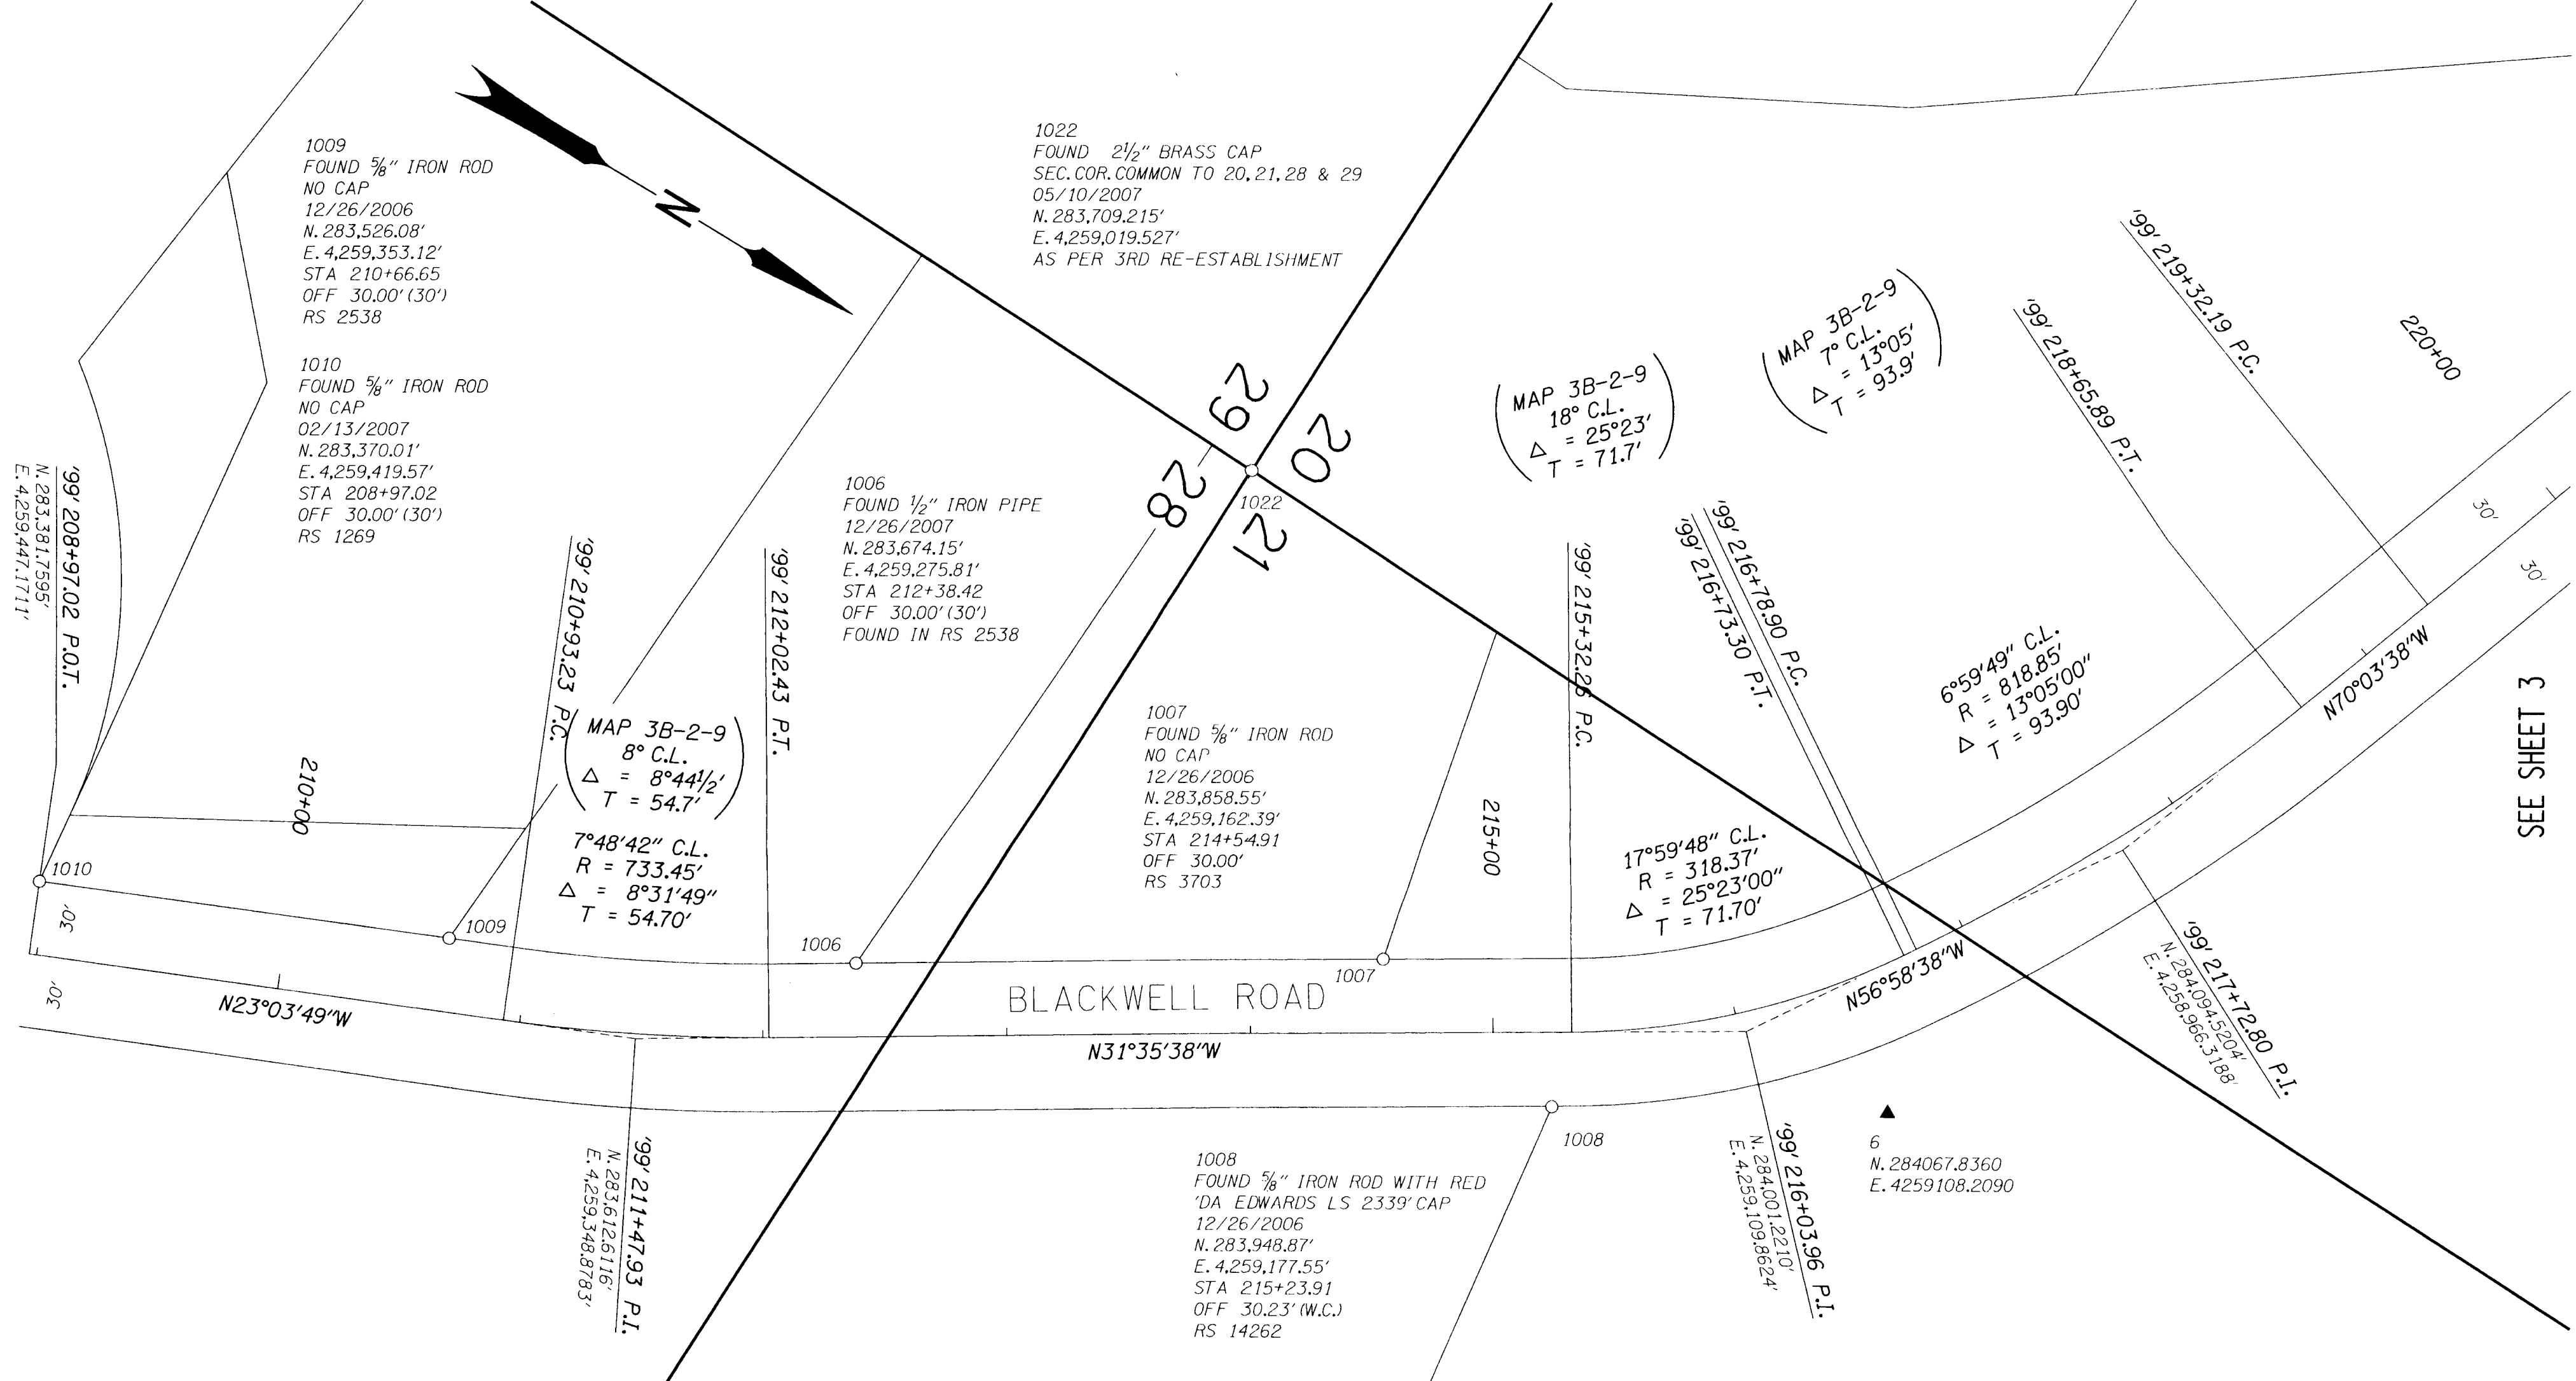 1009
FOUND 5/8" IRON ROD
NO CAP
12/26/2006
N. 283,526.08'
E. 4,259,353.12'
STA 210+66.65
OFF 30.00' (30')
RS 2538
1010
FOUND 5/8" IRON ROD
NO CAP
02/13/2007
N. 283,370.01'
E. 4,259,419.57'
STA 208+97.02
OFF 30.00' (30')
RS 1269
N
1022
FOUND 2 1/2" BRASS CAP
SEC. COR. COMMON TO 20, 21, 28 & 29
05/10/2007
N. 283,709.215'
E. 4,259,019.527'
AS PER 3RD RE-ESTABLISHMENT
29
20
28
21
1022
1006
FOUND 1/2" IRON PIPE
12/26/2007
N. 283,674.15'
E. 4,259,275.81'
STA 212+38.42
OFF 30.00' (30')
FOUND IN RS 2538
1007
FOUND 5/8" IRON ROD
NO CAP
12/26/2006
N. 283,858.55'
E. 4,259,162.39'
STA 214+54.91
OFF 30.00'
RS 3703
1008
FOUND 5/8" IRON ROD WITH RED
'DA EDWARDS LS 2339' CAP
12/26/2006
N. 283,948.87'
E. 4,259,177.55'
STA 215+23.91
OFF 30.23' (W.C.)
RS 14262
'99' 208+97.02 P.O.T.
N. 283,381.7595'
E. 4,259,447.1711'
210+00
'99' 210+93.23 P.C.
(MAP 3B-2-9
8° C.L.
Δ = 8°44 1/2'
T = 54.7')
7°48'42" C.L.
R = 733.45'
Δ = 8°31'49"
T = 54.70'
'99' 212+02.43 P.T.
(MAP 3B-2-9
18° C.L.
Δ = 25°23'
T = 71.7')
(MAP 3B-2-9
7° C.L.
Δ = 13°05'
T = 93.9')
'99' 215+32.26 P.C.
215+00
17°59'48" C.L.
R = 318.37'
Δ = 25°23'00"
T = 71.70'
'99' 216+73.30 P.T.
'99' 216+78.90 P.C.
6°59'49" C.L.
R = 818.85'
Δ = 13°05'00"
T = 93.90'
'99' 218+65.89 P.T.
'99' 219+32.19 P.C.
220+00
30'
30'
N70°03'38"W
SEE SHEET 3
1010
30'
30'
1009
1006
1007
BLACKWELL ROAD
N23°03'49"W
N31°35'38"W
N56°58'38"W
1008
'99' 211+47.93 P.I.
N. 283,612.6116'
E. 4,259,348.8783'
'99' 216+03.96 P.I.
N. 284,001.2210'
E. 4,259,109.8624'
6
N. 284067.8360
E. 4259108.2090
'99' 217+72.80 P.I.
N. 284,094.5204'
E. 4,258,966.3188'